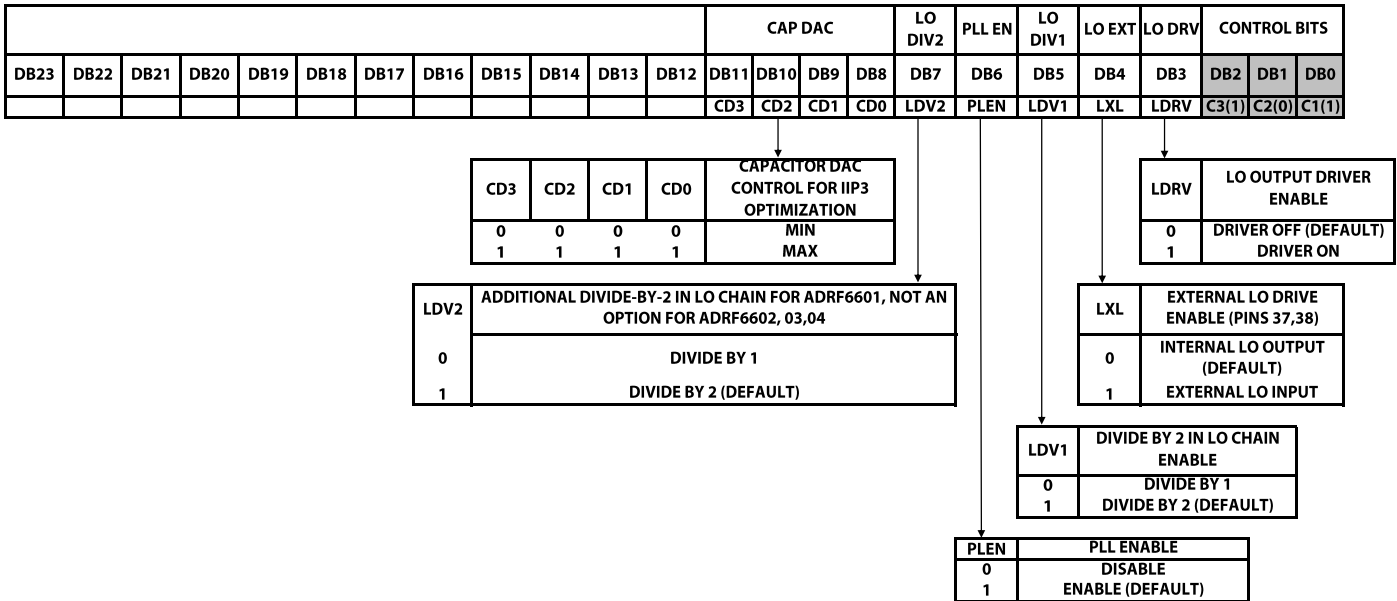 CAP DAC LO DIV2 PLL EN LO DIV1 LO EXT LO DRV CONTROL BITS
DB23 DB22 DB21 DB20 DB19 DB18 DB17 DB16 DB15 DB14 DB13 DB12 DB11 DB10 DB9 DB8 DB7 DB6 DB5 DB4 DB3 DB2 DB1 DB0
CD3 CD2 CD1 CD0 LDV2 PLEN LDV1 LXL LDRV C3(1) C2(0) C1(1)
CD3 CD2 CD1 CD0 CAPACITOR DAC
CONTROL FOR IIP3
OPTIMIZATION
0 0 0 0 MIN
1 1 1 1 MAX
LDRV LO OUTPUT DRIVER
ENABLE
0 DRIVER OFF (DEFAULT)
1 DRIVER ON
LDV2 ADDITIONAL DIVIDE-BY-2 IN LO CHAIN FOR ADRF6601, NOT AN
OPTION FOR ADRF6602, 03,04
0 DIVIDE BY 1
1 DIVIDE BY 2 (DEFAULT)
LXL EXTERNAL LO DRIVE
ENABLE (PINS 37,38)
0 INTERNAL LO OUTPUT
(DEFAULT)
1 EXTERNAL LO INPUT
LDV1 DIVIDE BY 2 IN LO CHAIN
ENABLE
0 DIVIDE BY 1
1 DIVIDE BY 2 (DEFAULT)
PLEN PLL ENABLE
0 DISABLE
1 ENABLE (DEFAULT)